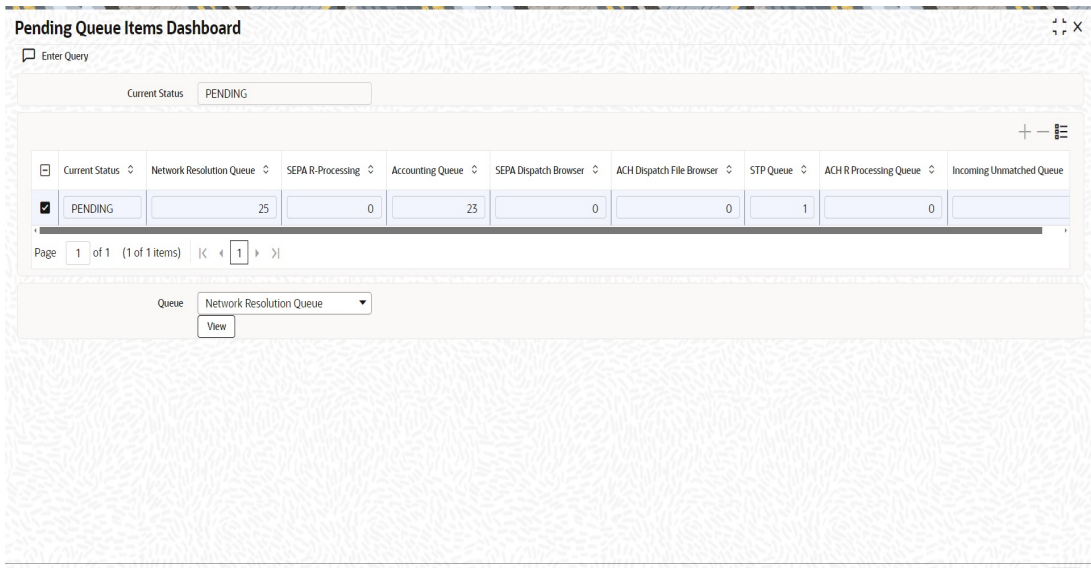 Pending Queue Items Dashboard
Enter Query
Current Status PENDING
Current Status Network Resolution Queue SEPA R-Processing Accounting Queue SEPA Dispatch Browser ACH Dispatch File Browser STP Queue ACH R Processing Queue Incoming Unmatched Queue
PENDING 25 0 23 0 0 1 0
Page 1 of 1 (1 of 1 items) 1
Queue Network Resolution Queue
View